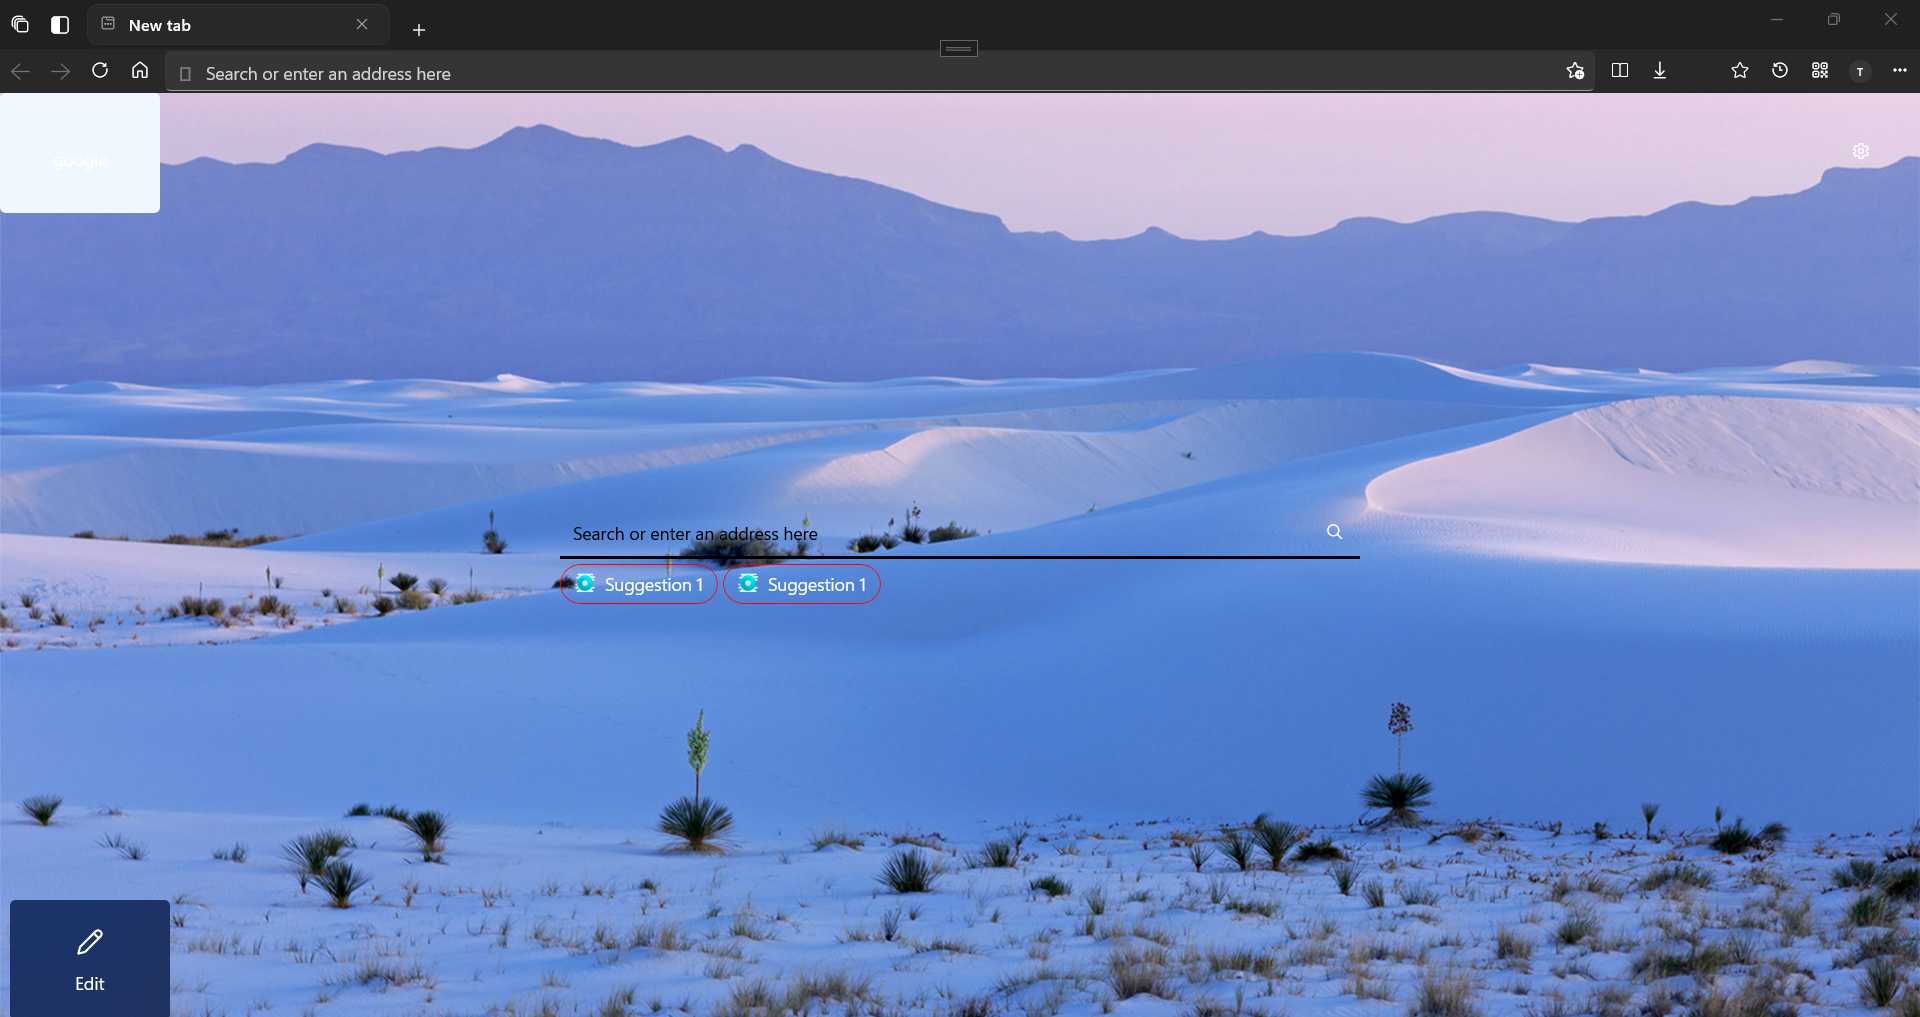 New tab
Search or enter an address here
T
google
Search or enter an address here
Suggestion 1
Suggestion 1
Edit